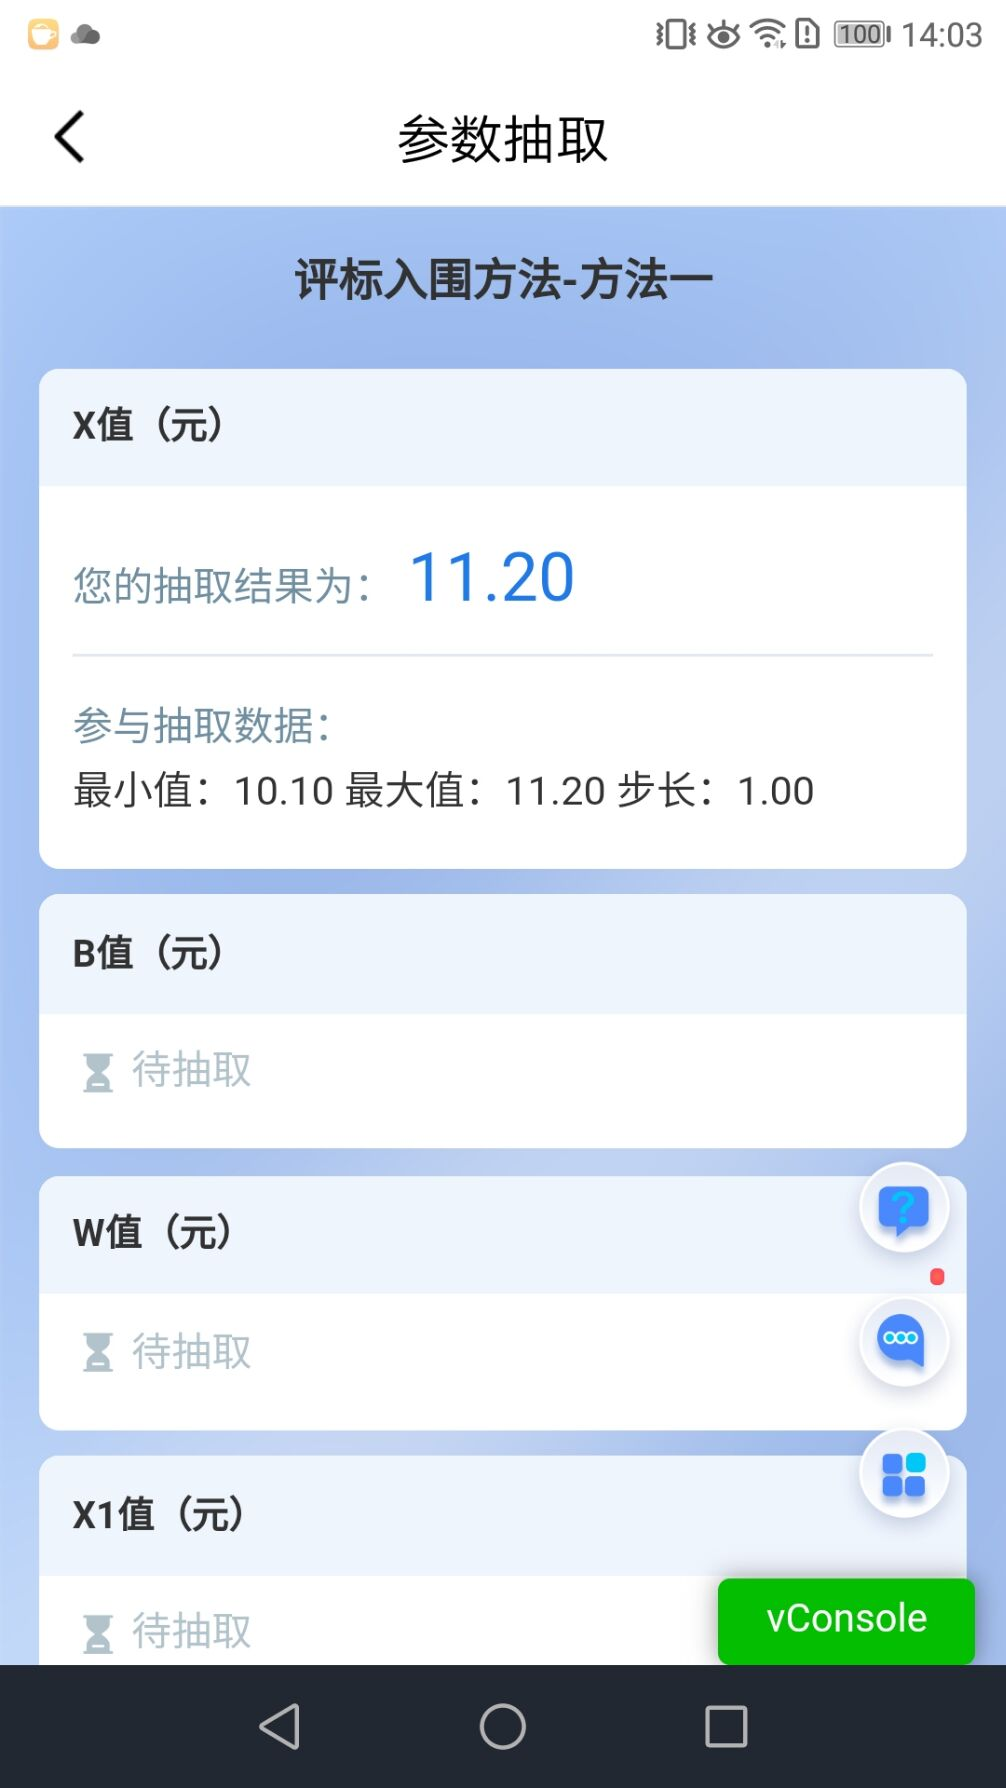 100 14:03
参数抽取
评标入围方法-方法一
X值（元）
您的抽取结果为： 11.20
参与抽取数据：
最小值：10.10 最大值：11.20 步长：1.00
B值（元）
待抽取
W值（元）
待抽取
X1值（元）
待抽取
vConsole